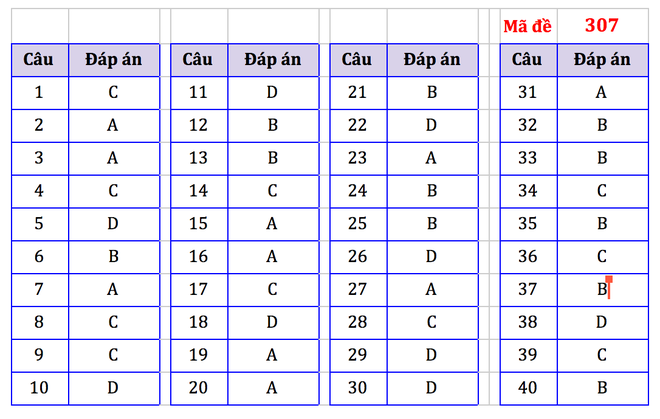 Mã đề 307
Câu Đáp án Câu Đáp án Câu Đáp án Câu Đáp án
1 C 11 D 21 B 31 A
2 A 12 B 22 D 32 B
3 A 13 B 23 A 33 B
4 C 14 C 24 B 34 C
5 D 15 A 25 B 35 B
6 B 16 A 26 D 36 C
7 A 17 C 27 A 37 B
8 C 18 D 28 C 38 D
9 C 19 A 29 D 39 C
10 D 20 A 30 D 40 B